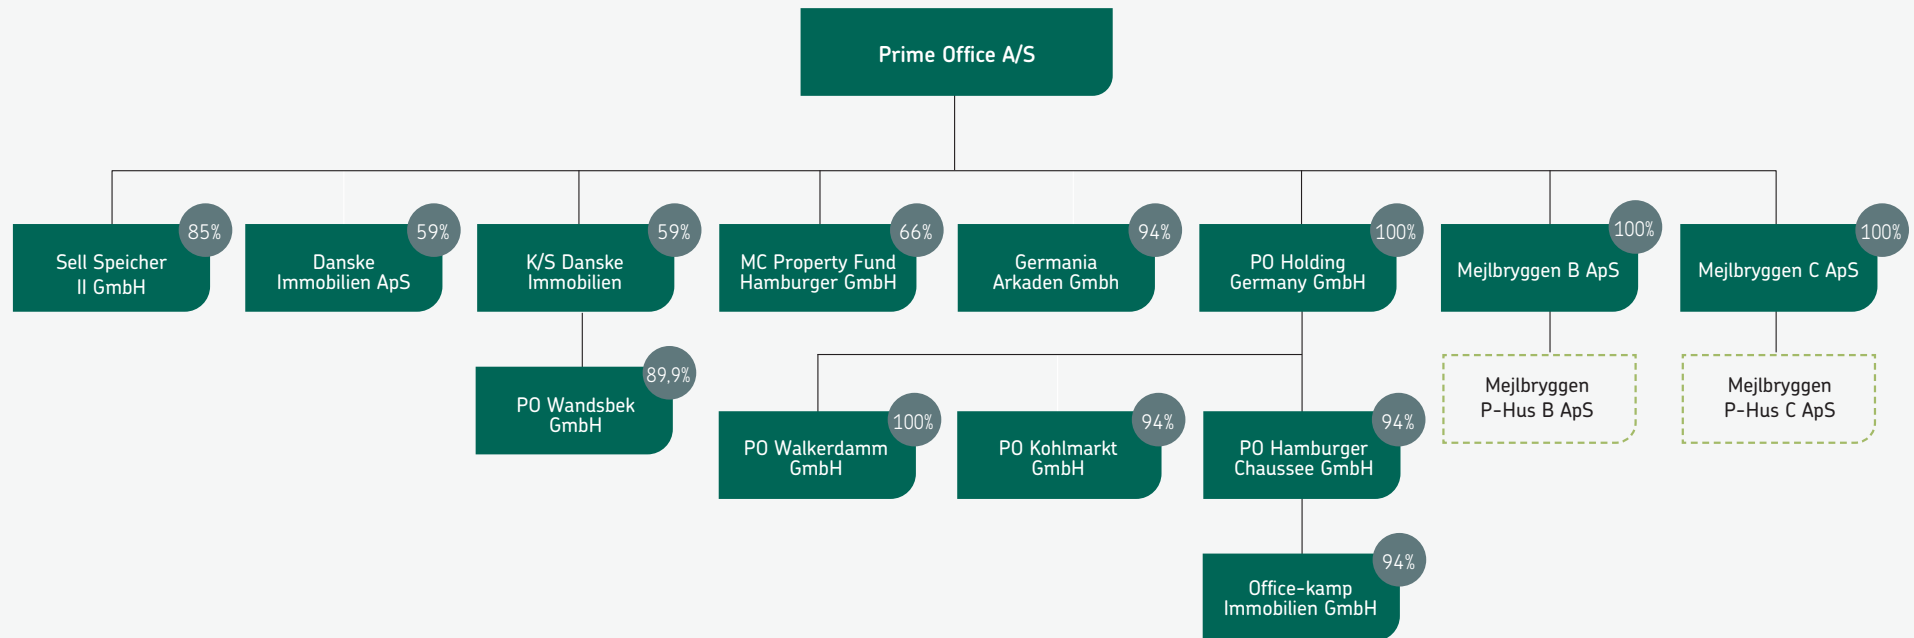 Prime Office A/S
85%
Sell Speicher
II GmbH
59%
Danske
Immobilien ApS
59%
K/S Danske
Immobilien
66%
MC Property Fund
Hamburger GmbH
94%
Germania
Arkaden Gmbh
100%
PO Holding
Germany GmbH
100%
Mejlbryggen B ApS
100%
Mejlbryggen C ApS
89,9%
PO Wandsbek
GmbH
100%
PO Walkerdamm
GmbH
94%
PO Kohlmarkt
GmbH
94%
PO Hamburger
Chaussee GmbH
Mejlbryggen
P-Hus B ApS
Mejlbryggen
P-Hus C ApS
94%
Office-kamp
Immobilien GmbH